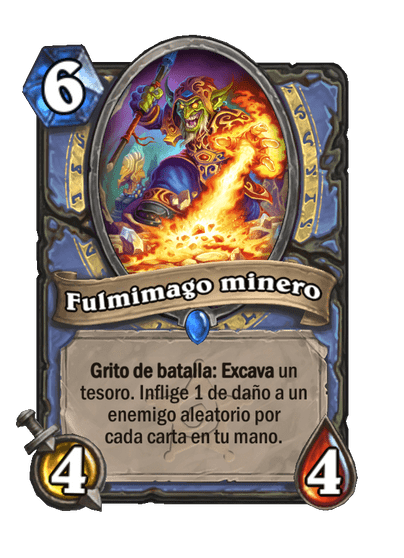 6
Fulmimago minero
Grito de batalla: Excava un
tesoro. Inflige 1 de daño a un
enemigo aleatorio por
cada carta en tu mano.
4
4